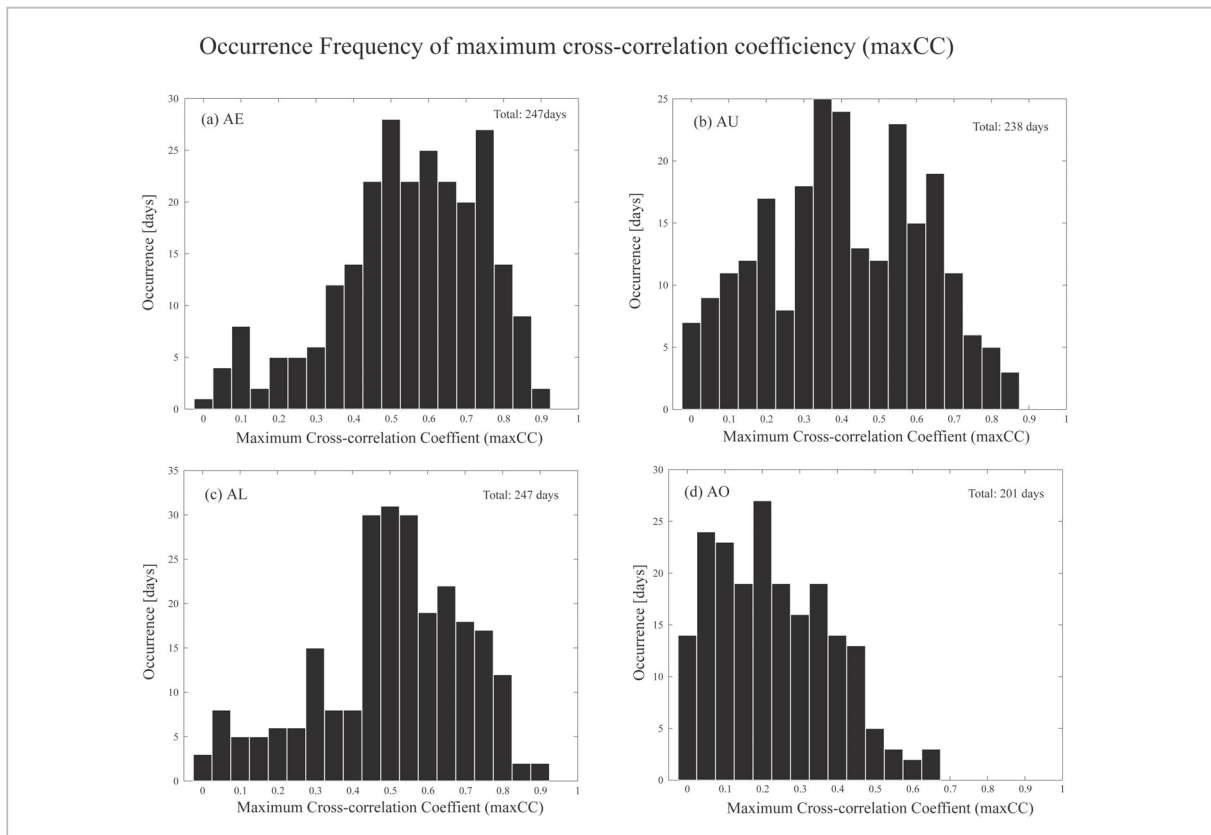 Occurrence Frequency of maximum cross-correlation coefficiency (maxCC)
(a) AE
Total: 247days
30
25
20
15
10
5
0
Occurrence [days]
0 0.1 0.2 0.3 0.4 0.5 0.6 0.7 0.8 0.9 1
Maximum Cross-correlation Coeffient (maxCC)
(b) AU
Total: 238 days
25
20
15
10
5
0
Occurrence [days]
0 0.1 0.2 0.3 0.4 0.5 0.6 0.7 0.8 0.9 1
Maximum Cross-correlation Coeffient (maxCC)
(c) AL
Total: 247 days
35
30
25
20
15
10
5
0
Occurrence [days]
0 0.1 0.2 0.3 0.4 0.5 0.6 0.7 0.8 0.9 1
Maximum Cross-correlation Coeffient (maxCC)
(d) AO
Total: 201 days
30
25
20
15
10
5
0
Occurrence [days]
0 0.1 0.2 0.3 0.4 0.5 0.6 0.7 0.8 0.9 1
Maximum Cross-correlation Coeffient (maxCC)